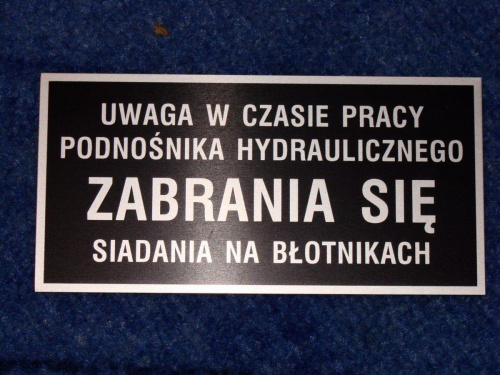 UWAGA W CZASIE PRACY
PODNOŚNIKA HYDRAULICZNEGO
ZABRANIA SIĘ
SIADANIA NA BŁOTNIKACH